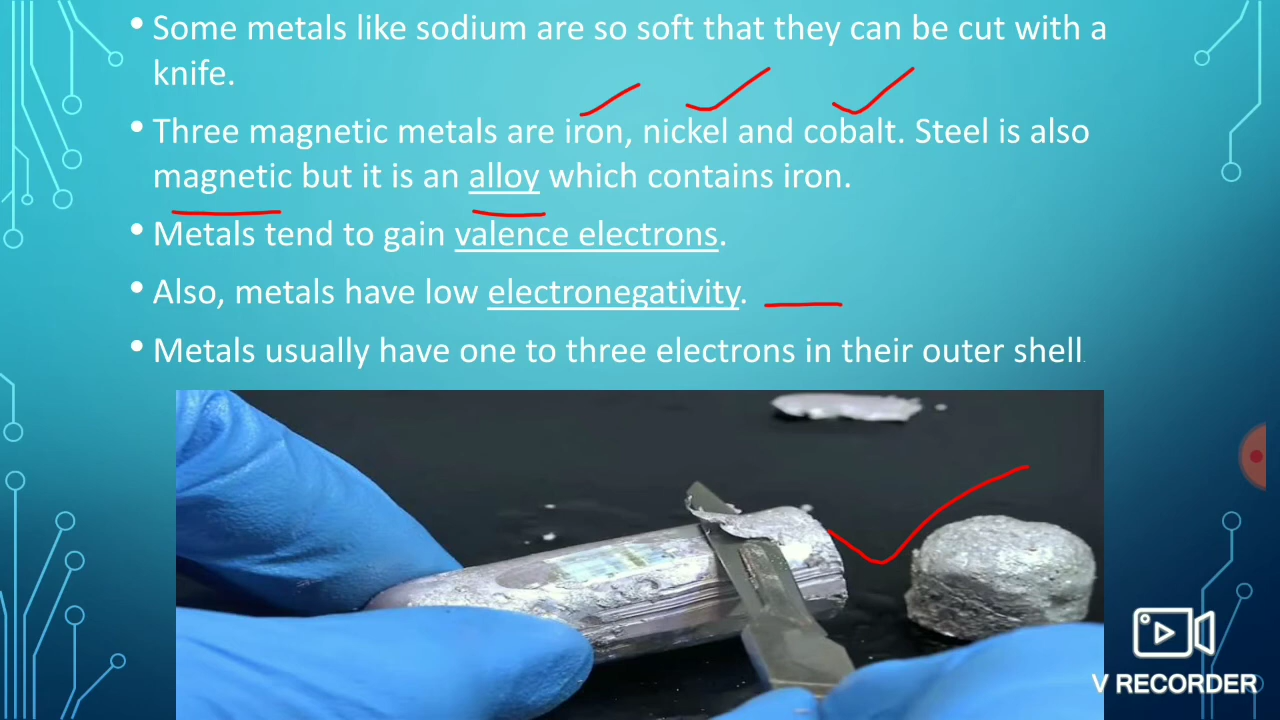 • Some metals like sodium are so soft that they can be cut with a
knife.
• Three magnetic metals are iron, nickel and cobalt. Steel is also
magnetic but it is an alloy which contains iron.
• Metals tend to gain valence electrons.
• Also, metals have low electronegativity.
• Metals usually have one to three electrons in their outer shell.
V RECORDER